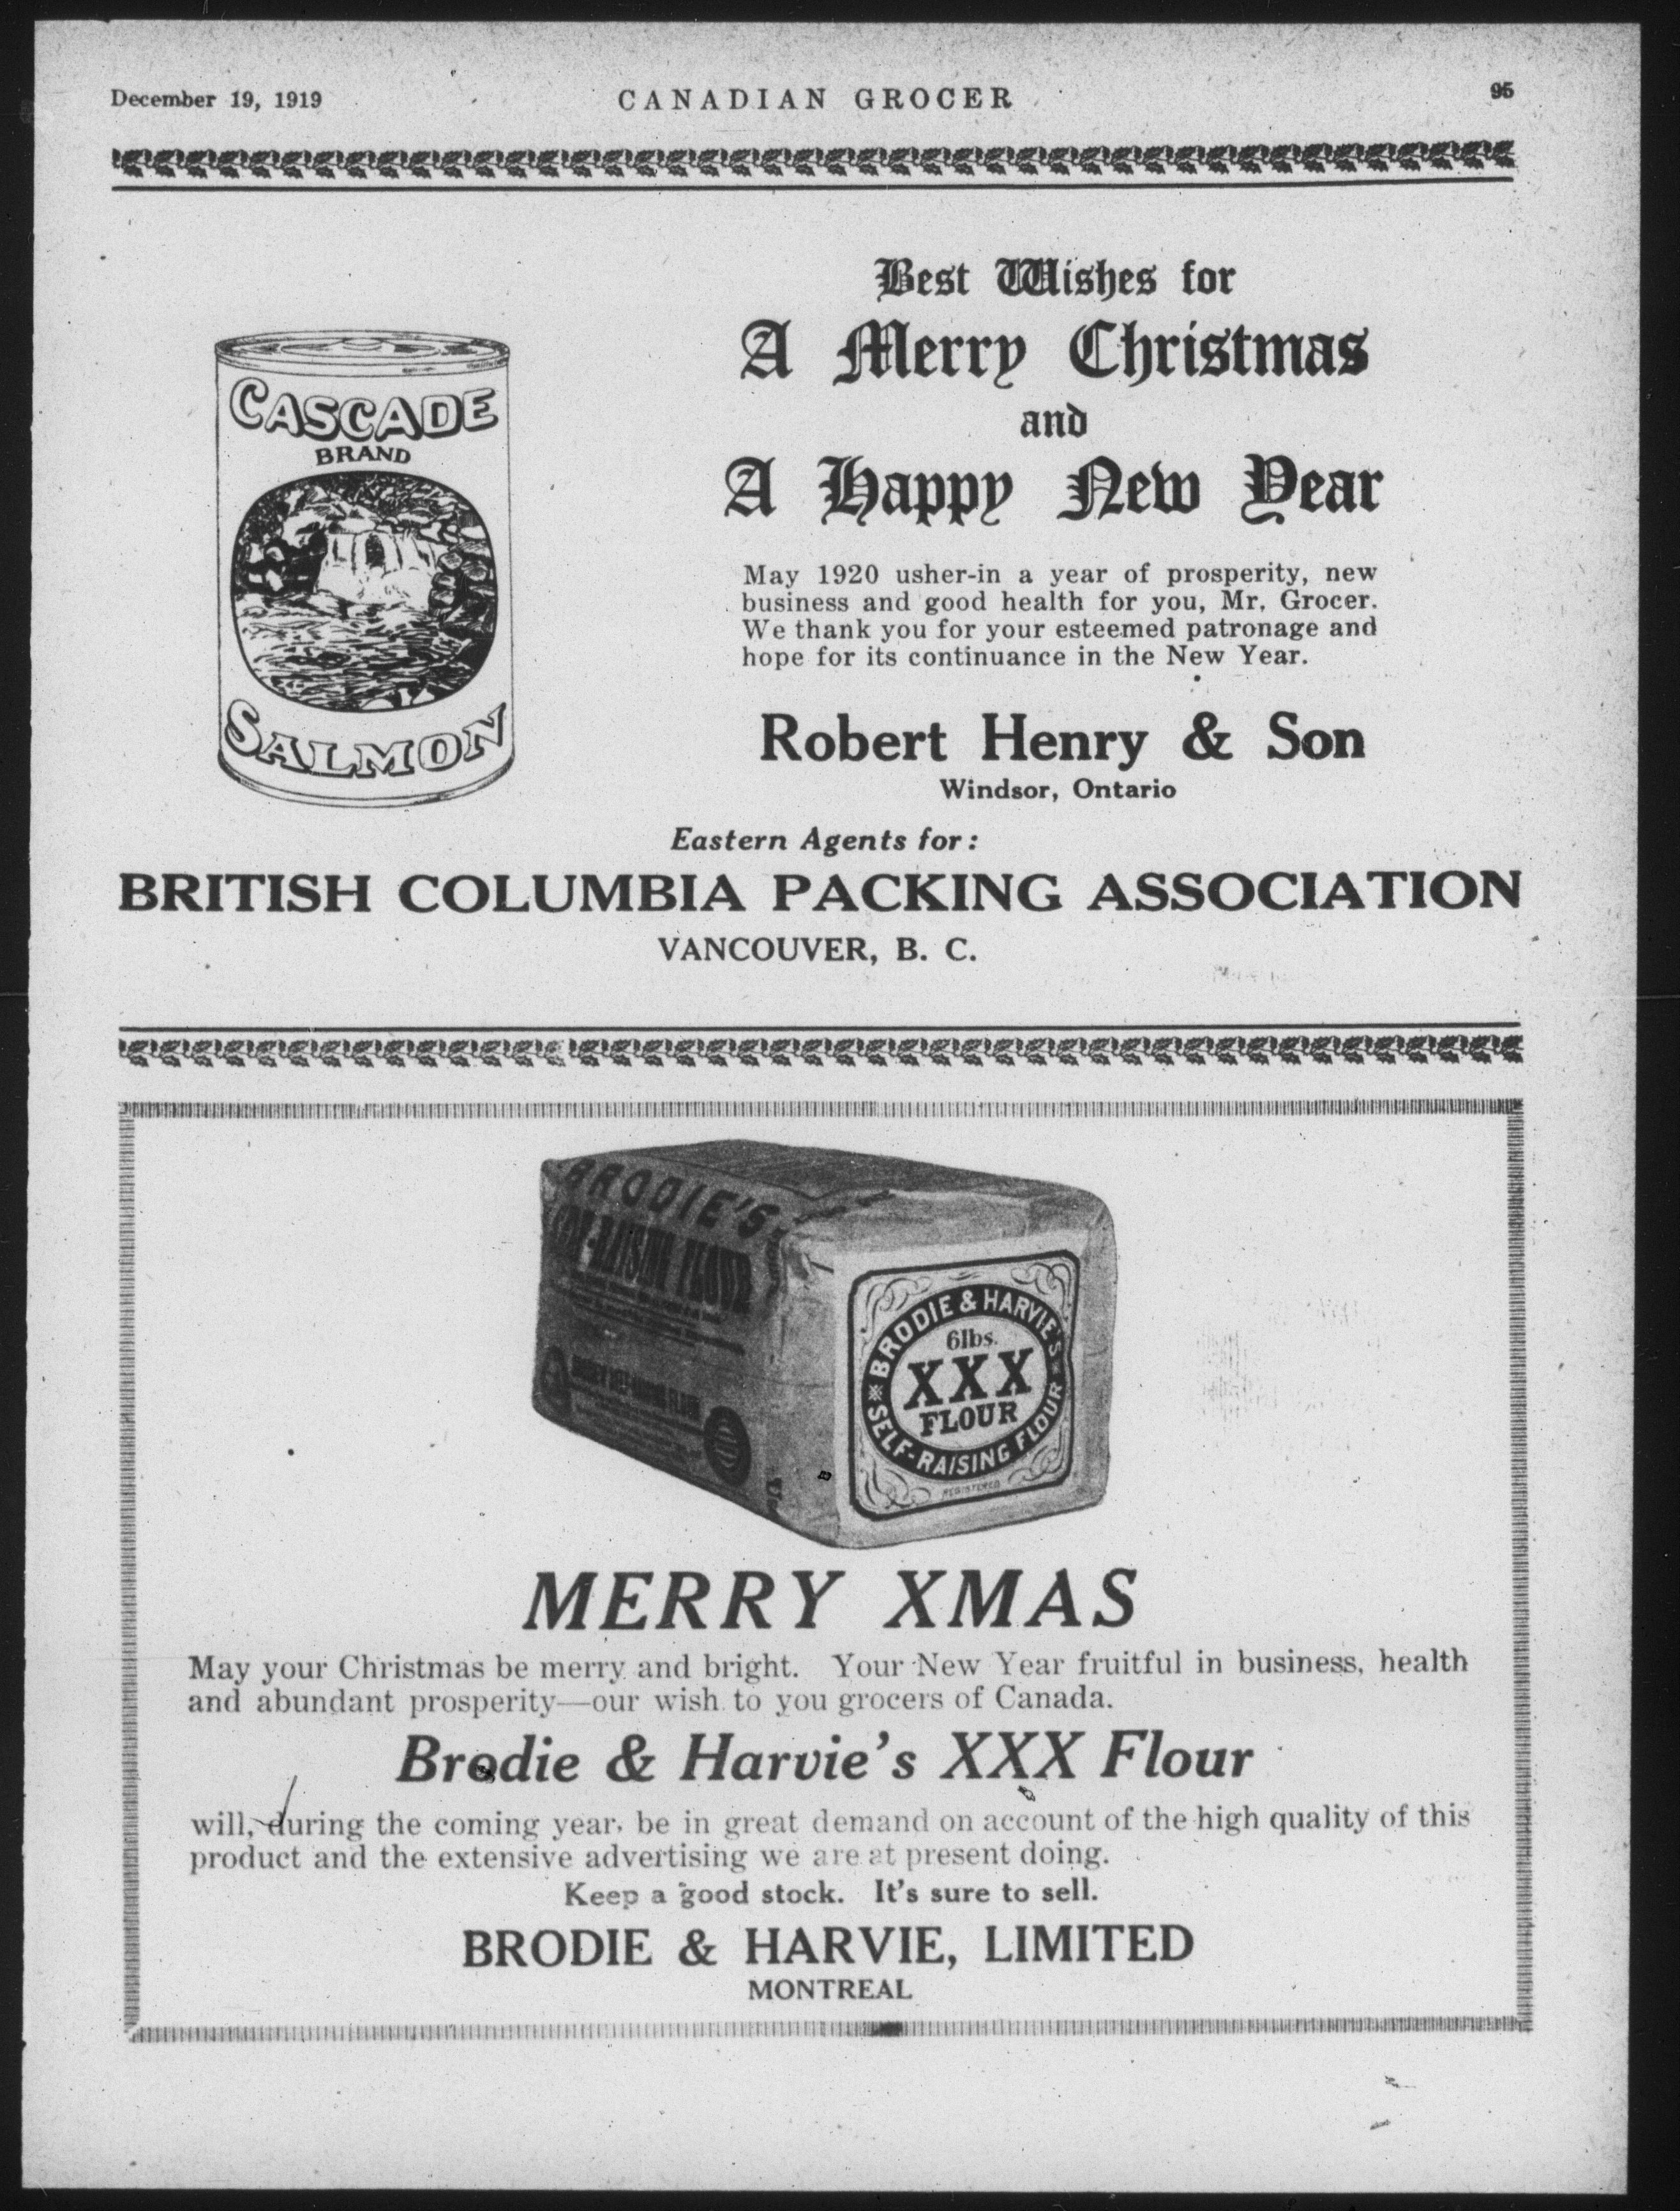 December 19, 1919
CANADIAN GROCER
95
CASCADE
BRAND
SALMON
Best Wishes for
A Merry Christmas
and
A Happy New Year
May 1920 usher-in a year of prosperity, new
business and good health for you, Mr. Grocer.
We thank you for your esteemed patronage and
hope for its continuance in the New Year.
Robert Henry & Son
Windsor, Ontario
Eastern Agents for:
BRITISH COLUMBIA PACKING ASSOCIATION
VANCOUVER, B. C.
BRODIE'S
RAISING FLOUR
BRODIE & HARVIE'S
6lbs.
XXX
FLOUR
SELF-RAISING FLOUR
REGISTERED
MERRY XMAS
May your Christmas be merry and bright. Your New Year fruitful in business, health
and abundant prosperity—our wish to you grocers of Canada.
Brodie & Harvie's XXX Flour
will, during the coming year, be in great demand on account of the high quality of this
product and the extensive advertising we are at present doing.
Keep a good stock. It's sure to sell.
BRODIE & HARVIE, LIMITED
MONTREAL